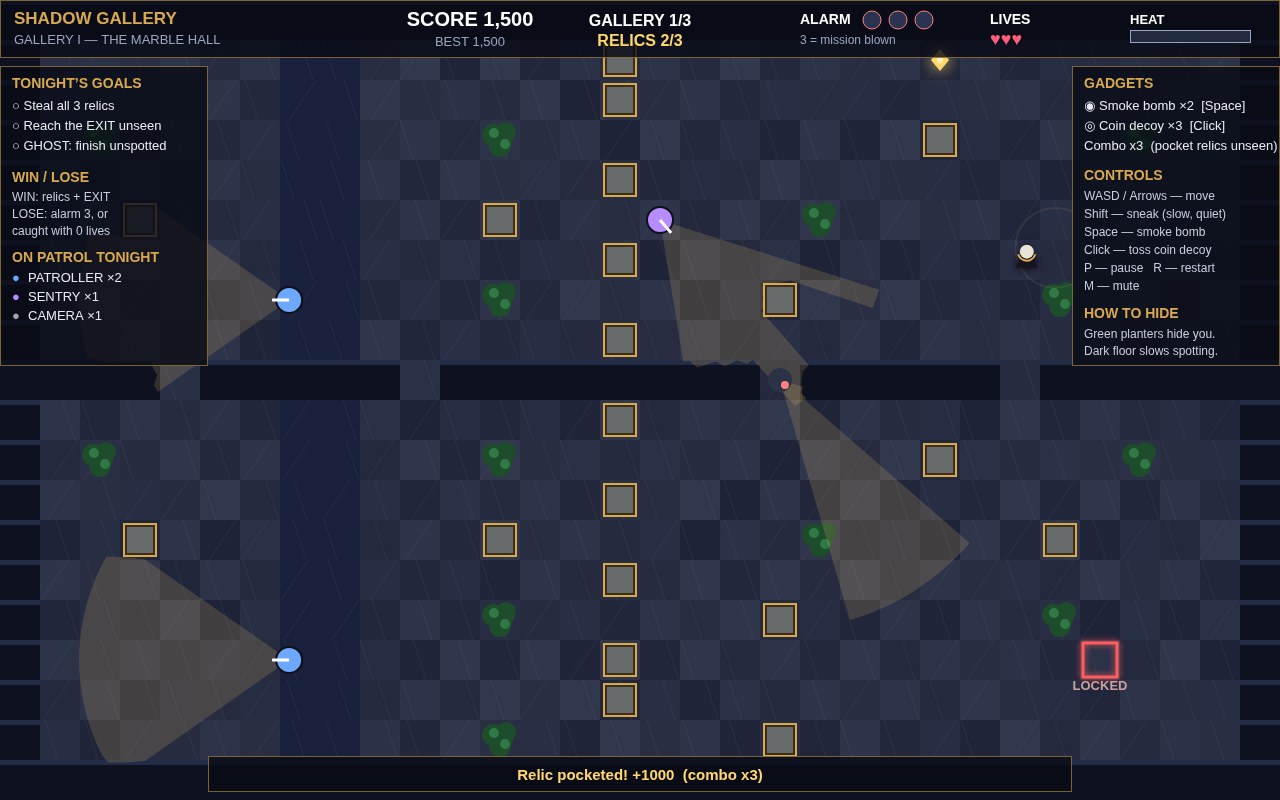 SHADOW GALLERY
GALLERY I — THE MARBLE HALL
SCORE 1,500
BEST 1,500
GALLERY 1/3
RELICS 2/3
ALARM
3 = mission blown
LIVES
♥♥♥
HEAT
TONIGHT'S GOALS
○ Steal all 3 relics
○ Reach the EXIT unseen
○ GHOST: finish unspotted
WIN / LOSE
WIN: relics + EXIT
LOSE: alarm 3, or
caught with 0 lives
ON PATROL TONIGHT
● PATROLLER ×2
● SENTRY ×1
● CAMERA ×1
GADGETS
◉ Smoke bomb ×2 [Space]
◎ Coin decoy ×3 [Click]
Combo x3 (pocket relics unseen)
CONTROLS
WASD / Arrows — move
Shift — sneak (slow, quiet)
Space — smoke bomb
Click — toss coin decoy
P — pause R — restart
M — mute
HOW TO HIDE
Green planters hide you.
Dark floor slows spotting.
LOCKED
Relic pocketed! +1000 (combo x3)